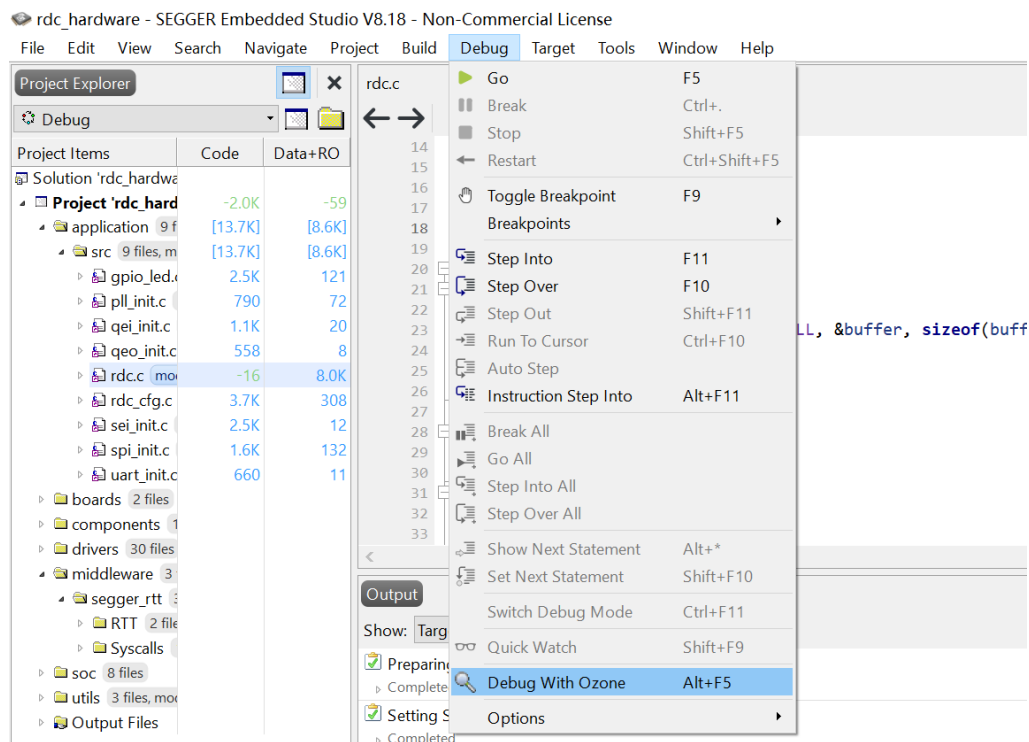 rdc_hardware - SEGGER Embedded Studio V8.18 - Non-Commercial License
File Edit View Search Navigate Project Build Debug Target Tools Window Help
Project Explorer
Debug
Project Items Code Data+RO
Solution 'rdc_hardwa
Project 'rdc_hard -2.0K -59
application 9 f [13.7K] [8.6K]
src 9 files, m [13.7K] [8.6K]
gpio_led.c 2.5K 121
pll_init.c 790 72
qei_init.c 1.1K 20
qeo_init.c 558 8
rdc.c mo -16 8.0K
rdc_cfg.c 3.7K 308
sei_init.c 2.5K 12
spi_init.c 1.6K 132
uart_init.c 660 11
boards 2 files
components 1
drivers 30 files
middleware 3
segger_rtt 3
RTT 2 file
Syscalls
soc 8 files
utils 3 files, mo
Output Files
rdc.c
14
15
16
17
18
19
20
21
22
23
24
25
26
27
28
29
30
31
32
33
LL, &buffer, sizeof(buff
Go F5
Break Ctrl+.
Stop Shift+F5
Restart Ctrl+Shift+F5
Toggle Breakpoint F9
Breakpoints
Step Into F11
Step Over F10
Step Out Shift+F11
Run To Cursor Ctrl+F10
Auto Step
Instruction Step Into Alt+F11
Break All
Go All
Step Into All
Step Over All
Show Next Statement Alt+*
Set Next Statement Shift+F10
Switch Debug Mode Ctrl+F11
Quick Watch Shift+F9
Debug With Ozone Alt+F5
Options
Output
Show: Targ
Preparing
Complete
Setting S
Completed